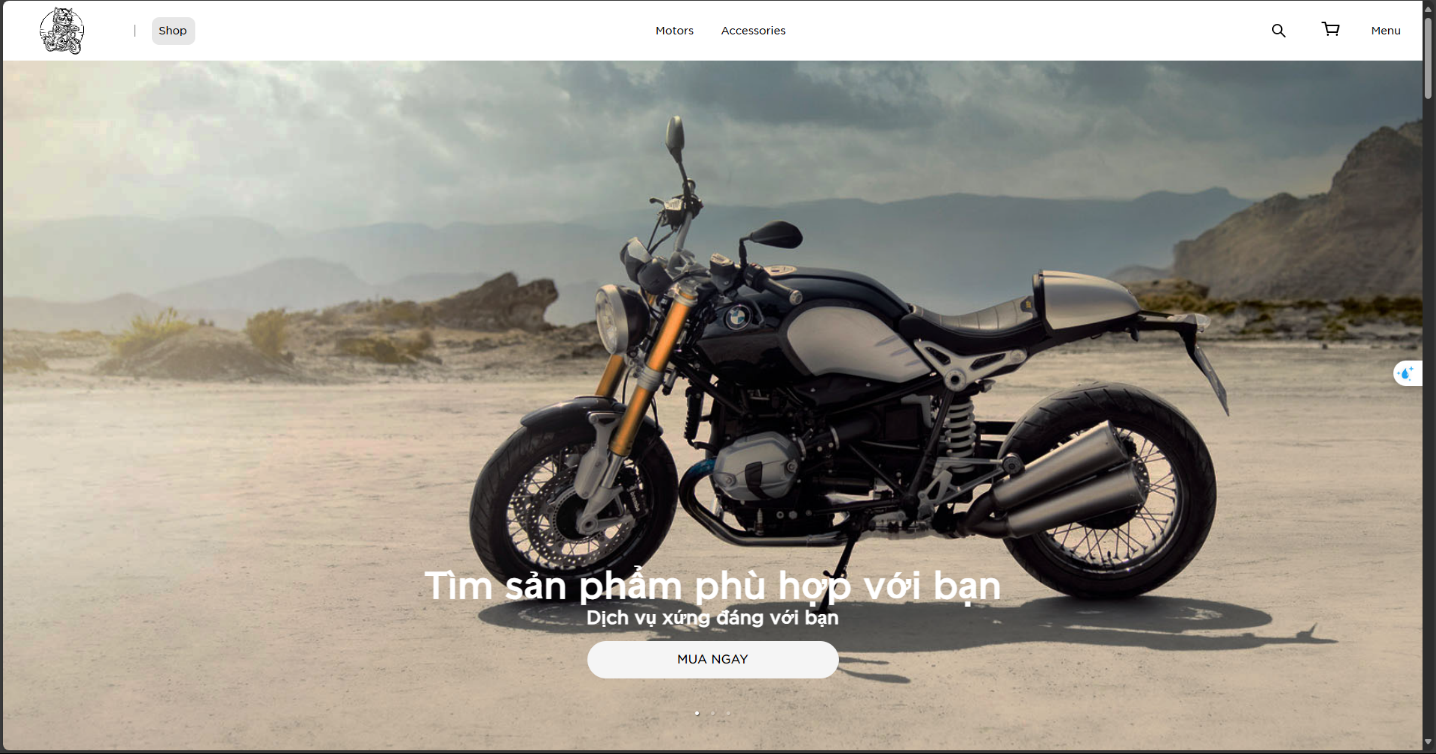 | Shop
Motors
Accessories
Menu
Tìm sản phẩm phù hợp với bạn
Dịch vụ xứng đáng với bạn
MUA NGAY